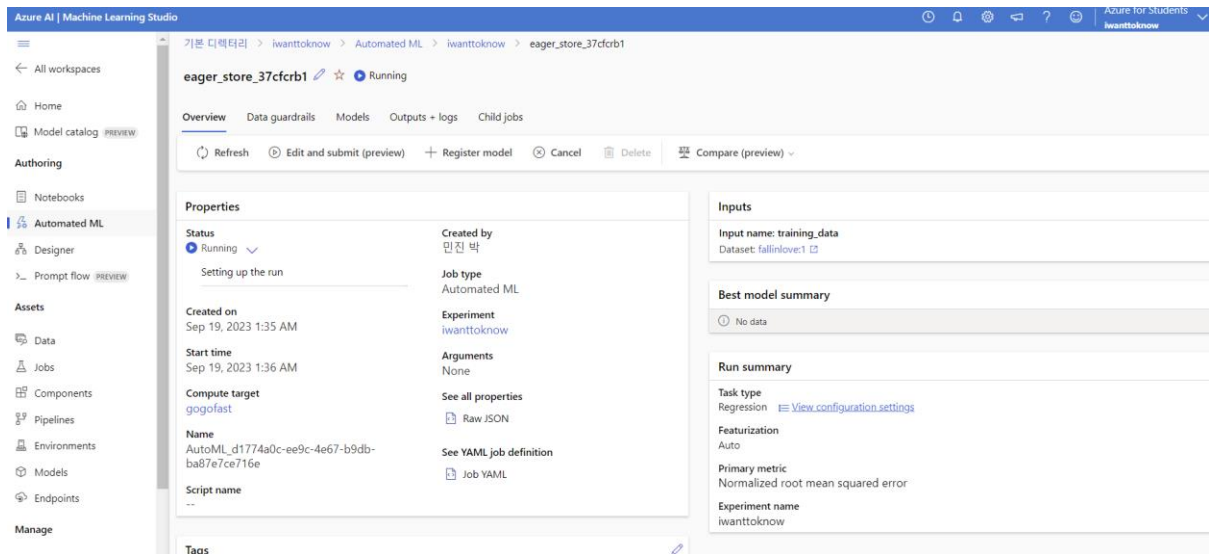 Azure AI | Machine Learning Studio
Azure for Students
iwanttoknow
All workspaces
Home
Model catalog PREVIEW
Authoring
Notebooks
Automated ML
Designer
Prompt flow PREVIEW
Assets
Data
Jobs
Components
Pipelines
Environments
Models
Endpoints
Manage
기본 디렉터리 > iwanttoknow > Automated ML > iwanttoknow > eager_store_37cfcrb1
eager_store_37cfcrb1 Running
Overview Data guardrails Models Outputs + logs Child jobs
Refresh Edit and submit (preview) Register model Cancel Delete Compare (preview)
Properties
Status
Running
Setting up the run
Created on
Sep 19, 2023 1:35 AM
Start time
Sep 19, 2023 1:36 AM
Compute target
gogofast
Name
AutoML_d1774a0c-ee9c-4e67-b9db-
ba87e7ce716e
Script name
--
Created by
민진 박
Job type
Automated ML
Experiment
iwanttoknow
Arguments
None
See all properties
Raw JSON
See YAML job definition
Job YAML
Tags
Inputs
Input name: training_data
Dataset: fallinlove:1
Best model summary
No data
Run summary
Task type
Regression View configuration settings
Featurization
Auto
Primary metric
Normalized root mean squared error
Experiment name
iwanttoknow